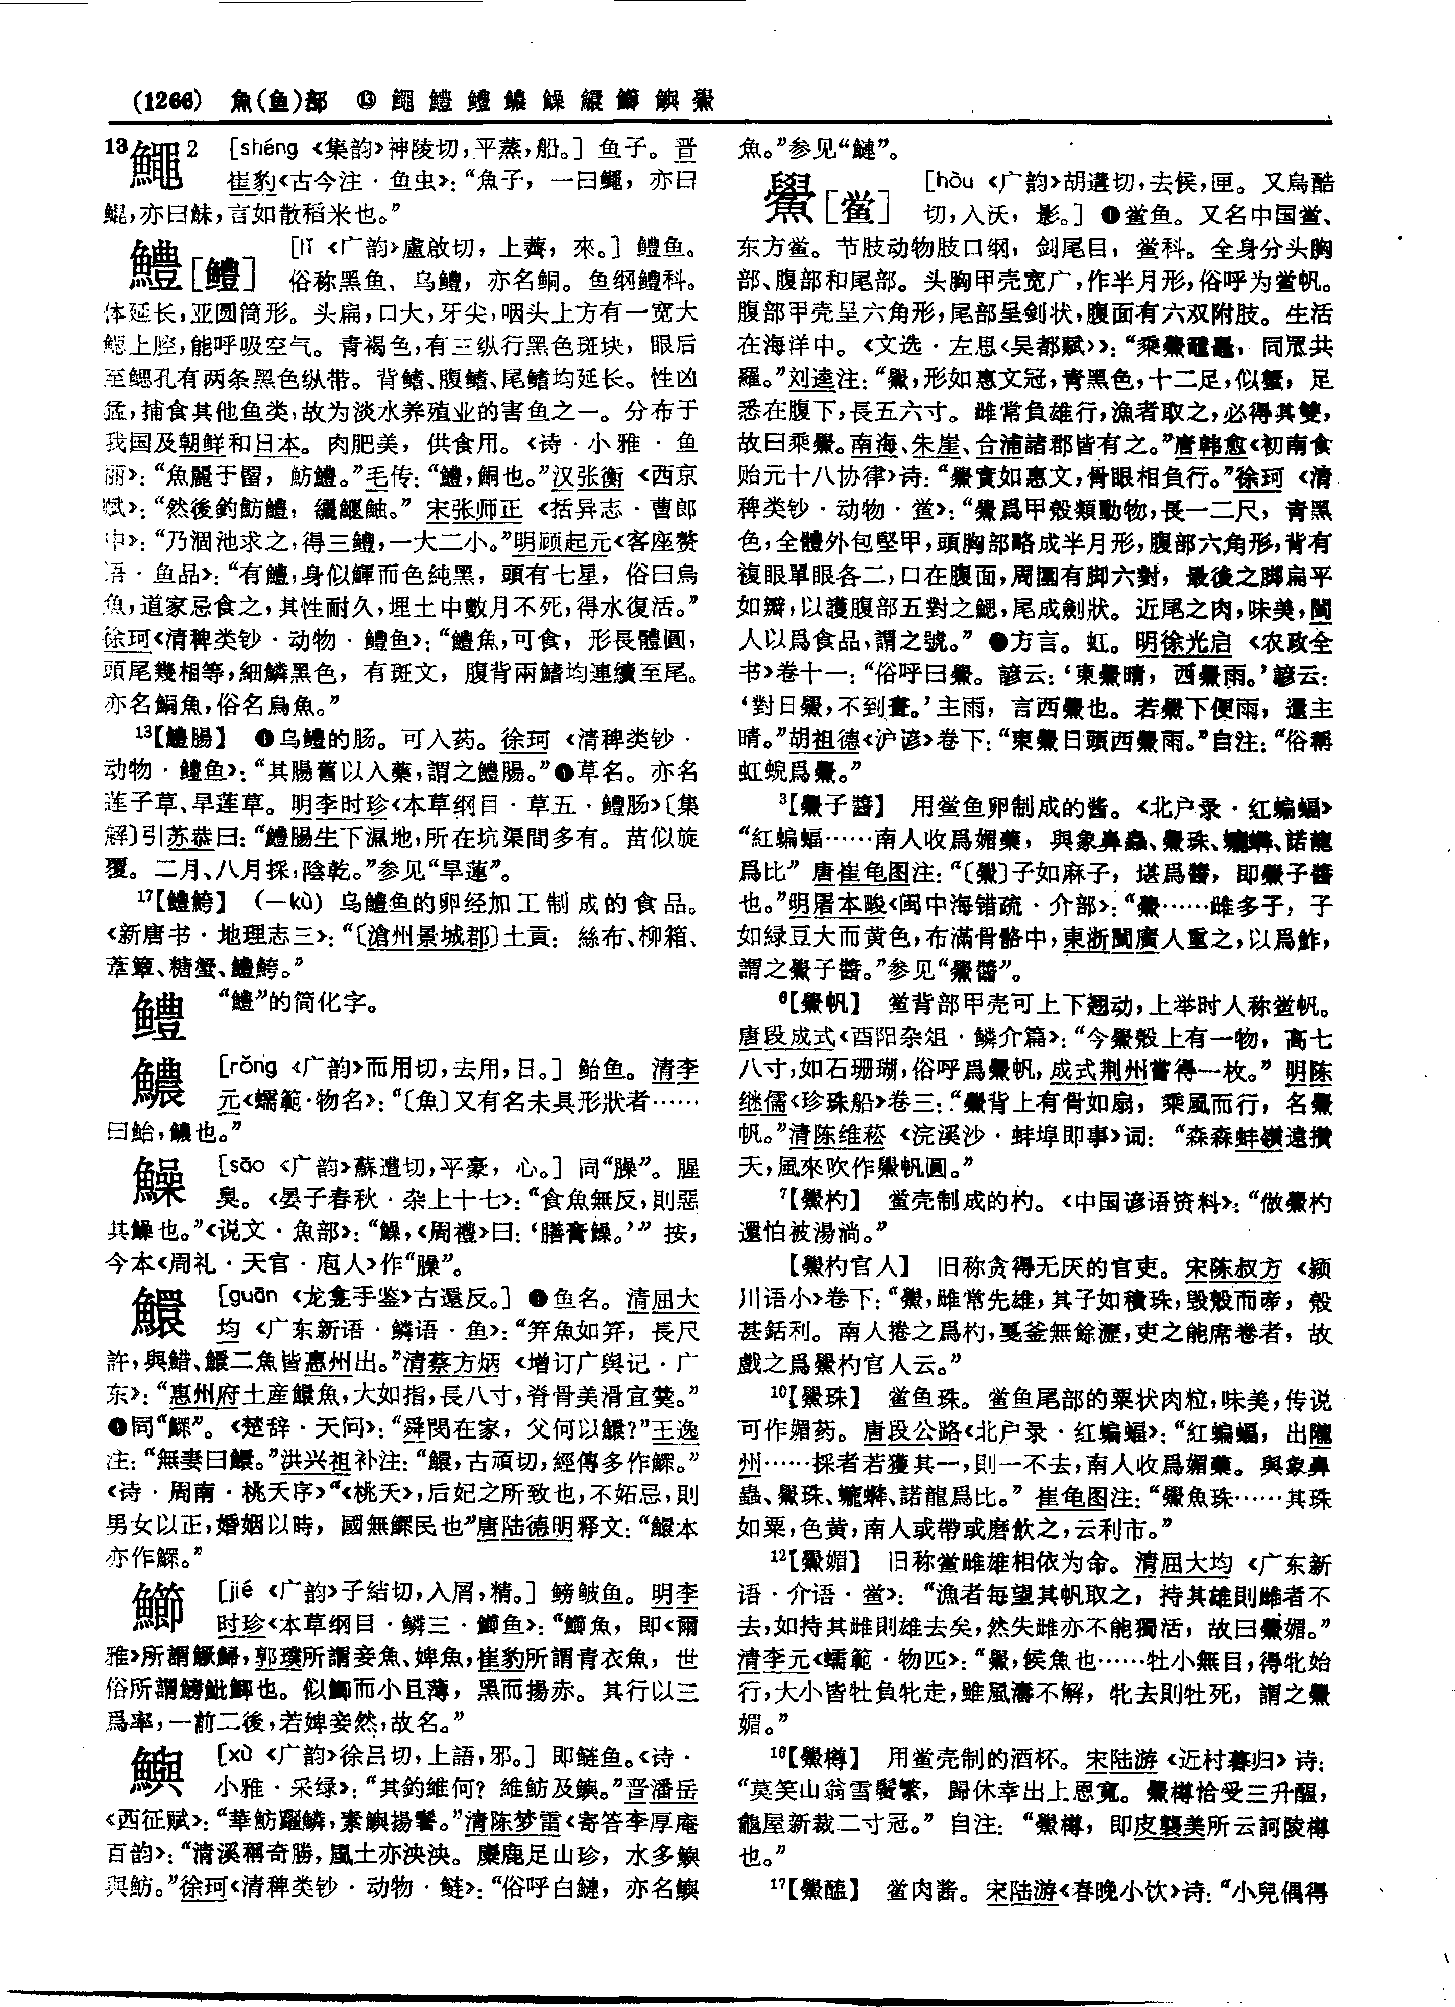 (1266) 魚(鱼)部 ⑬ 鱦 鱧 鳢 鱫 鱢 鱞 鱥 鱮 鱟
13鱦2 [shéng 《集韵》神陵切,平蒸,船。] 鱼子。晋
崔豹《古今注·鱼虫》:“魚子，一曰鱦，亦曰
鯤,亦曰䱅,言如散稻米也。”
鱧[鳢] [lǐ 《广韵》盧啟切，上薺，來。] 鳢鱼。
俗称黑鱼、乌鳢，亦名鲖。鱼纲鳢科。
体延长,亚圆筒形。头扁,口大,牙尖,咽头上方有一宽大
鳃上腔,能呼吸空气。青褐色,有三纵行黑色斑块，眼后
至鳃孔有两条黑色纵带。背鳍、腹鳍、尾鳍均延长。性凶
猛,捕食其他鱼类,故为淡水养殖业的害鱼之一。分布于
我国及朝鲜和日本。肉肥美，供食用。《诗·小雅·鱼
丽》:“魚麗于罶，魴鱧。”毛传:“鱧,鲖也。”汉张衡《西京
赋》:“然後釣魴鱧，纚鰋鮋。” 宋张师正《括异志·曹郎
中》:“乃涸池求之,得三鱧,一大二小。”明顾起元《客座赘
语·鱼品》:“有鱧,身似鯶而色純黑，頭有七星，俗曰烏
魚,道家忌食之,其性耐久,埋土中數月不死,得水復活。”
徐珂《清稗类钞·动物·鳢鱼》:“鱧魚,可食，形長體圓,
頭尾幾相等,細鱗黑色，有斑文，腹背兩鰭均連續至尾。
亦名鮦魚,俗名烏魚。”
13【鱧腸】 ❶乌鳢的肠。可入药。徐珂《清稗类钞·
动物·鳢鱼》:“其腸舊以入藥,謂之鱧腸。”❷草名。亦名
莲子草、旱莲草。明李时珍《本草纲目·草五·鳢肠》〔集
解〕引苏恭曰:“鱧腸生下濕地,所在坑渠間多有。苗似旋
覆。二月、八月採,陰乾。”参见“旱蓮”。
17【鱧鮬】 (—kù) 乌鳢鱼的卵经加工制成的食品。
《新唐书·地理志三》:“〔滄州景城郡〕土貢：絲布、柳箱、
葦簟、糖蟹、鱧鮬。”
鳢 “鱧”的简化字。
[rǒng 《广韵》而用切,去用,日。] 鲐鱼。清李
元《蠕範·物名》:“〔魚〕又有名未具形狀者……
曰鮐,也。”
鱢 [sāo 《广韵》蘇遭切,平豪，心。] 同“臊”。腥
臭。《晏子春秋·杂上十七》:“食魚無反,則惡
其鱢也。”《说文·魚部》:“鱢,《周禮》曰:‘膳膏鱢。’” 按，
今本《周礼·天官·庖人》作“臊”。
鱞 [guān 《龙龛手鉴》古還反。] ❶鱼名。清屈大
均《广东新语·鳞语·鱼》:“笄魚如笄，長尺
許,與鱞二魚皆惠州出。”清蔡方炳《增订广舆记·广
东》:“惠州府土産鱞魚,大如指,長八寸,脊骨美滑宜羹。”
❷同“鰥”。《楚辞·天问》:“舜閔在家，父何以鱞?”王逸
注:“無妻曰鱞。”洪兴祖补注:“鱞,古頑切,經傳多作鰥。”
《诗·周南·桃夭序》“《桃夭》,后妃之所致也,不妬忌,則
男女以正,婚姻以時，國無鰥民也”唐陆德明释文:“鱞本
亦作鰥。”
[jié 《广韵》子結切,入屑,精。] 鳑鲏鱼。明李
时珍《本草纲目·鳞三·鲫鱼》:“魚，即《爾
雅》所謂鱖鯞,郭璞所謂妾魚、婢魚,崔豹所謂青衣魚，世
俗所謂鰟魮鯽也。似鯽而小且薄，黑而揚赤。其行以三
爲率,一前二後,若婢妾然,故名。”
鱮 [xù 《广韵》徐吕切,上語,邪。] 即鲢鱼。《诗·
小雅·采绿》:“其釣維何? 維魴及鱮。”晋潘岳
《西征赋》:“華魴躍鱗,素鱮揚鬐。”清陈梦雷《寄答李厚庵
百韵》:“清溪稱奇勝,風土亦泱泱。麋鹿足山珍，水多鱮
與魴。”徐珂《清稗类钞·动物·鲢》:“俗呼白鰱，亦名鱮
魚。”参见“鰱”。
鱟[鲎] [hòu 《广韵》胡遘切,去候,匣。又烏酷
切,入沃，影。] ❶鲎鱼。又名中国鲎、
东方鲎。节肢动物肢口纲，剑尾目，鲎科。全身分头胸
部、腹部和尾部。头胸甲壳宽广,作半月形,俗呼为鲎帆。
腹部甲壳呈六角形,尾部呈剑状,腹面有六双附肢。生活
在海洋中。《文选·左思〈吴都赋〉》:“乘鱟黿鼉，同罛共
羅。”刘逵注:“鱟,形如惠文冠,青黑色,十二足,似蟹，足
悉在腹下,長五六寸。雌常負雄行,漁者取之,必得其雙,
故曰乘鱟。南海、朱崖、合浦諸郡皆有之。”唐韩愈《初南食
贻元十八协律》诗:“鱟實如惠文,骨眼相負行。”徐珂《清
稗类钞·动物·鲎》:“鱟爲甲殼類動物,長一二尺，青黑
色,全體外包堅甲,頭胸部略成半月形,腹部六角形,背有
複眼單眼各二,口在腹面,周圍有脚六對，最後之脚扁平
如瓣,以護腹部五對之鰓,尾成劍狀。近尾之肉,味美,閩
人以爲食品,謂之號。” ❷方言。虹。明徐光启《农政全
书》卷十一:“俗呼曰鱟。諺云:‘東鱟晴，西鱟雨。’諺云:
‘對日鱟,不到晝。’主雨，言西鱟也。若鱟下便雨，還主
晴。”胡祖德《沪谚》卷下:“東鱟日頭西鱟雨。”自注:“俗稱
虹蜺爲鱟。”
3【鱟子醬】 用鲎鱼卵制成的酱。《北户录·红蝙蝠》
“紅蝙蝠……南人收爲媚藥，與象鼻蟲、鱟珠、諾龍
爲比” 唐崔龟图注:“〔鱟〕子如麻子，堪爲醬，即鱟子醬
也。”明屠本畯《闽中海错疏·介部》:“鱟……雌多子，子
如緑豆大而黄色,布滿骨骼中,東浙閩廣人重之,以爲鮓,
謂之鱟子醬。”参见“鱟醬”。
6【鱟帆】 鲎背部甲壳可上下翘动,上举时人称鲎帆。
唐段成式《酉阳杂俎·鳞介篇》:“今鱟殼上有一物，高七
八寸,如石珊瑚,俗呼爲鱟帆,成式荆州嘗得一枚。”明陈
继儒《珍珠船》卷三:“鱟背上有骨如扇，乘風而行，名鱟
帆。”清陈维崧《浣溪沙·蚌埠即事》词：“森森蚌嶺遠攢
天,風來吹作鱟帆圓。”
7【鱟杓】 鲎壳制成的杓。《中国谚语资料》:“做鱟杓
還怕被湯淌。”
【鱟杓官人】 旧称贪得无厌的官吏。宋陈叔方《颍
川语小》卷下:“鱟,雌常先雄,其子如積珠,毁殼而帝，殼
甚銛利。南人捲之爲杓,戛釜無餘瀝,吏之能席卷者，故
戲之爲鱟杓官人云。”
10【鱟珠】 鲎鱼珠。鲎鱼尾部的粟状肉粒,味美,传说
可作媚药。唐段公路《北户录·红蝙蝠》:“紅蝙蝠，出隴
州……採者若獲其一,則一不去,南人收爲媚藥。與象鼻
蟲、鱟珠、諾龍爲比。”崔龟图注:“鱟魚珠……其珠
如粟,色黄,南人或帶或磨飲之,云利市。”
12【鱟媚】 旧称鲎雌雄相依为命。清屈大均《广东新
语·介语·鲎》：“漁者每望其帆取之，持其雄則雌者不
去,如持其雌則雄去矣,然失雌亦不能獨活，故曰鱟媚。”
清李元《蠕範·物匹》:“鱟,鯸魚也……牡小無目,得牝始
行,大小皆牡負牝走,雖風濤不解，牝去則牡死，謂之鱟
媚。”
16【鱟樽】 用鲎壳制的酒杯。宋陆游《近村暮归》诗:
“莫笑山翁雪鬢繁，歸休幸出上恩寬。鱟樽恰受三升醖,
龜屋新裁二寸冠。” 自注：“鱟樽，即皮襲美所云訶陵樽
也。”
17【鱟醢】 鲎肉酱。宋陆游《春晚小饮》诗:“小兒偶得